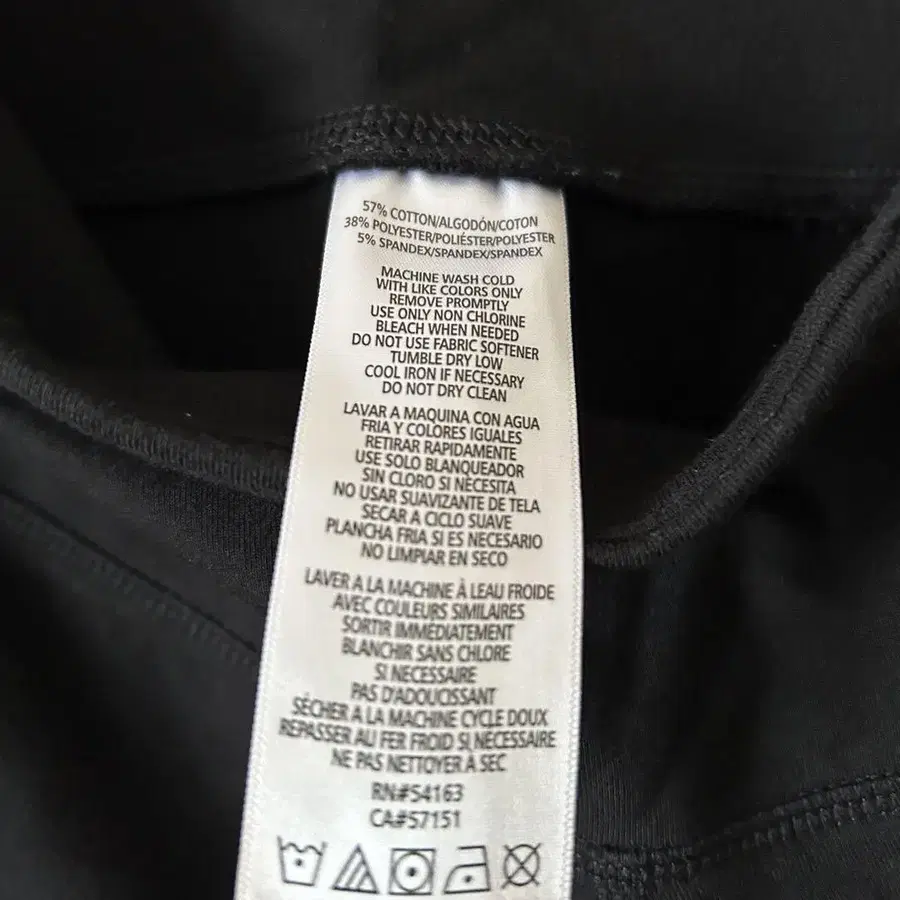 57% COTTON/ALGODÓN/COTON
38% POLYESTER/POLIÉSTER/POLYESTER
5% SPANDEX/SPANDEX/SPANDEX
MACHINE WASH COLD
WITH LIKE COLORS ONLY
REMOVE PROMPTLY
USE ONLY NON CHLORINE
BLEACH WHEN NEEDED
DO NOT USE FABRIC SOFTENER
TUMBLE DRY LOW
COOL IRON IF NECESSARY
DO NOT DRY CLEAN
LAVAR A MAQUINA CON AGUA
FRIA Y COLORES IGUALES
RETIRAR RAPIDAMENTE
USE SOLO BLANQUEADOR
SIN CLORO SI NECESITA
NO USAR SUAVIZANTE DE TELA
SECAR A CICLO SUAVE
PLANCHA FRIA SI ES NECESARIO
NO LIMPIAR EN SECO
LAVER A LA MACHINE À LEAU FROIDE
AVEC COULEURS SIMILAIRES
SORTIR IMMÉDIATEMENT
BLANCHIR SANS CHLORE
SI NECESSAIRE
PAS D'ADOUCISSANT
SÉCHER A LA MACHINE CYCLE DOUX
REPASSER AU FER FROID SI NÉCESSAIRE
NE PAS NETTOYER A SEC
RN#54163
CA#57151